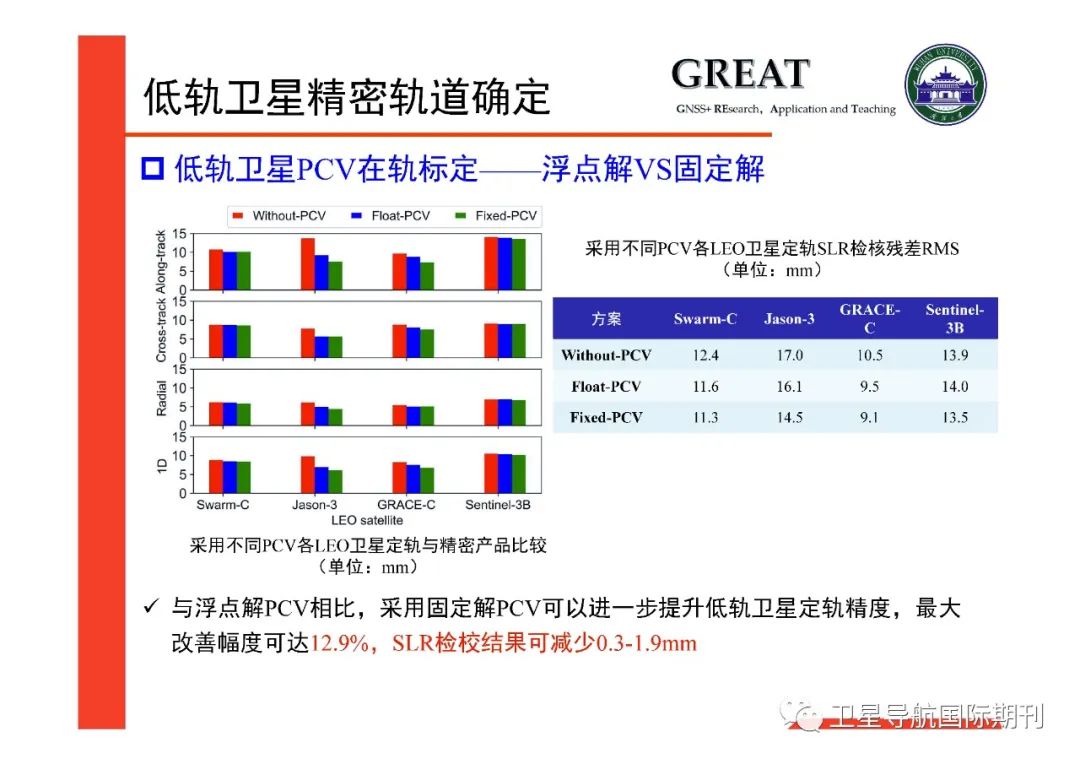 低轨卫星精密轨道确定
GREAT
GNSS+ REsearch, Application and Teaching
WUHAN UNIVERSITY
低轨卫星PCV在轨标定——浮点解VS固定解
Without-PCV Float-PCV Fixed-PCV
Along-track
15
10
5
0
Cross-track
15
10
5
0
Radial
15
10
5
0
1D
15
10
5
0
Swarm-C Jason-3 GRACE-C Sentinel-3B
LEO satellite
采用不同PCV各LEO卫星定轨与精密产品比较
（单位：mm）
采用不同PCV各LEO卫星定轨SLR检核残差RMS
（单位：mm）
方案 Swarm-C Jason-3 GRACE-C Sentinel-3B
Without-PCV 12.4 17.0 10.5 13.9
Float-PCV 11.6 16.1 9.5 14.0
Fixed-PCV 11.3 14.5 9.1 13.5
✓ 与浮点解PCV相比，采用固定解PCV可以进一步提升低轨卫星定轨精度，最大
改善幅度可达12.9%，SLR检校结果可减少0.3-1.9mm
卫星导航国际期刊